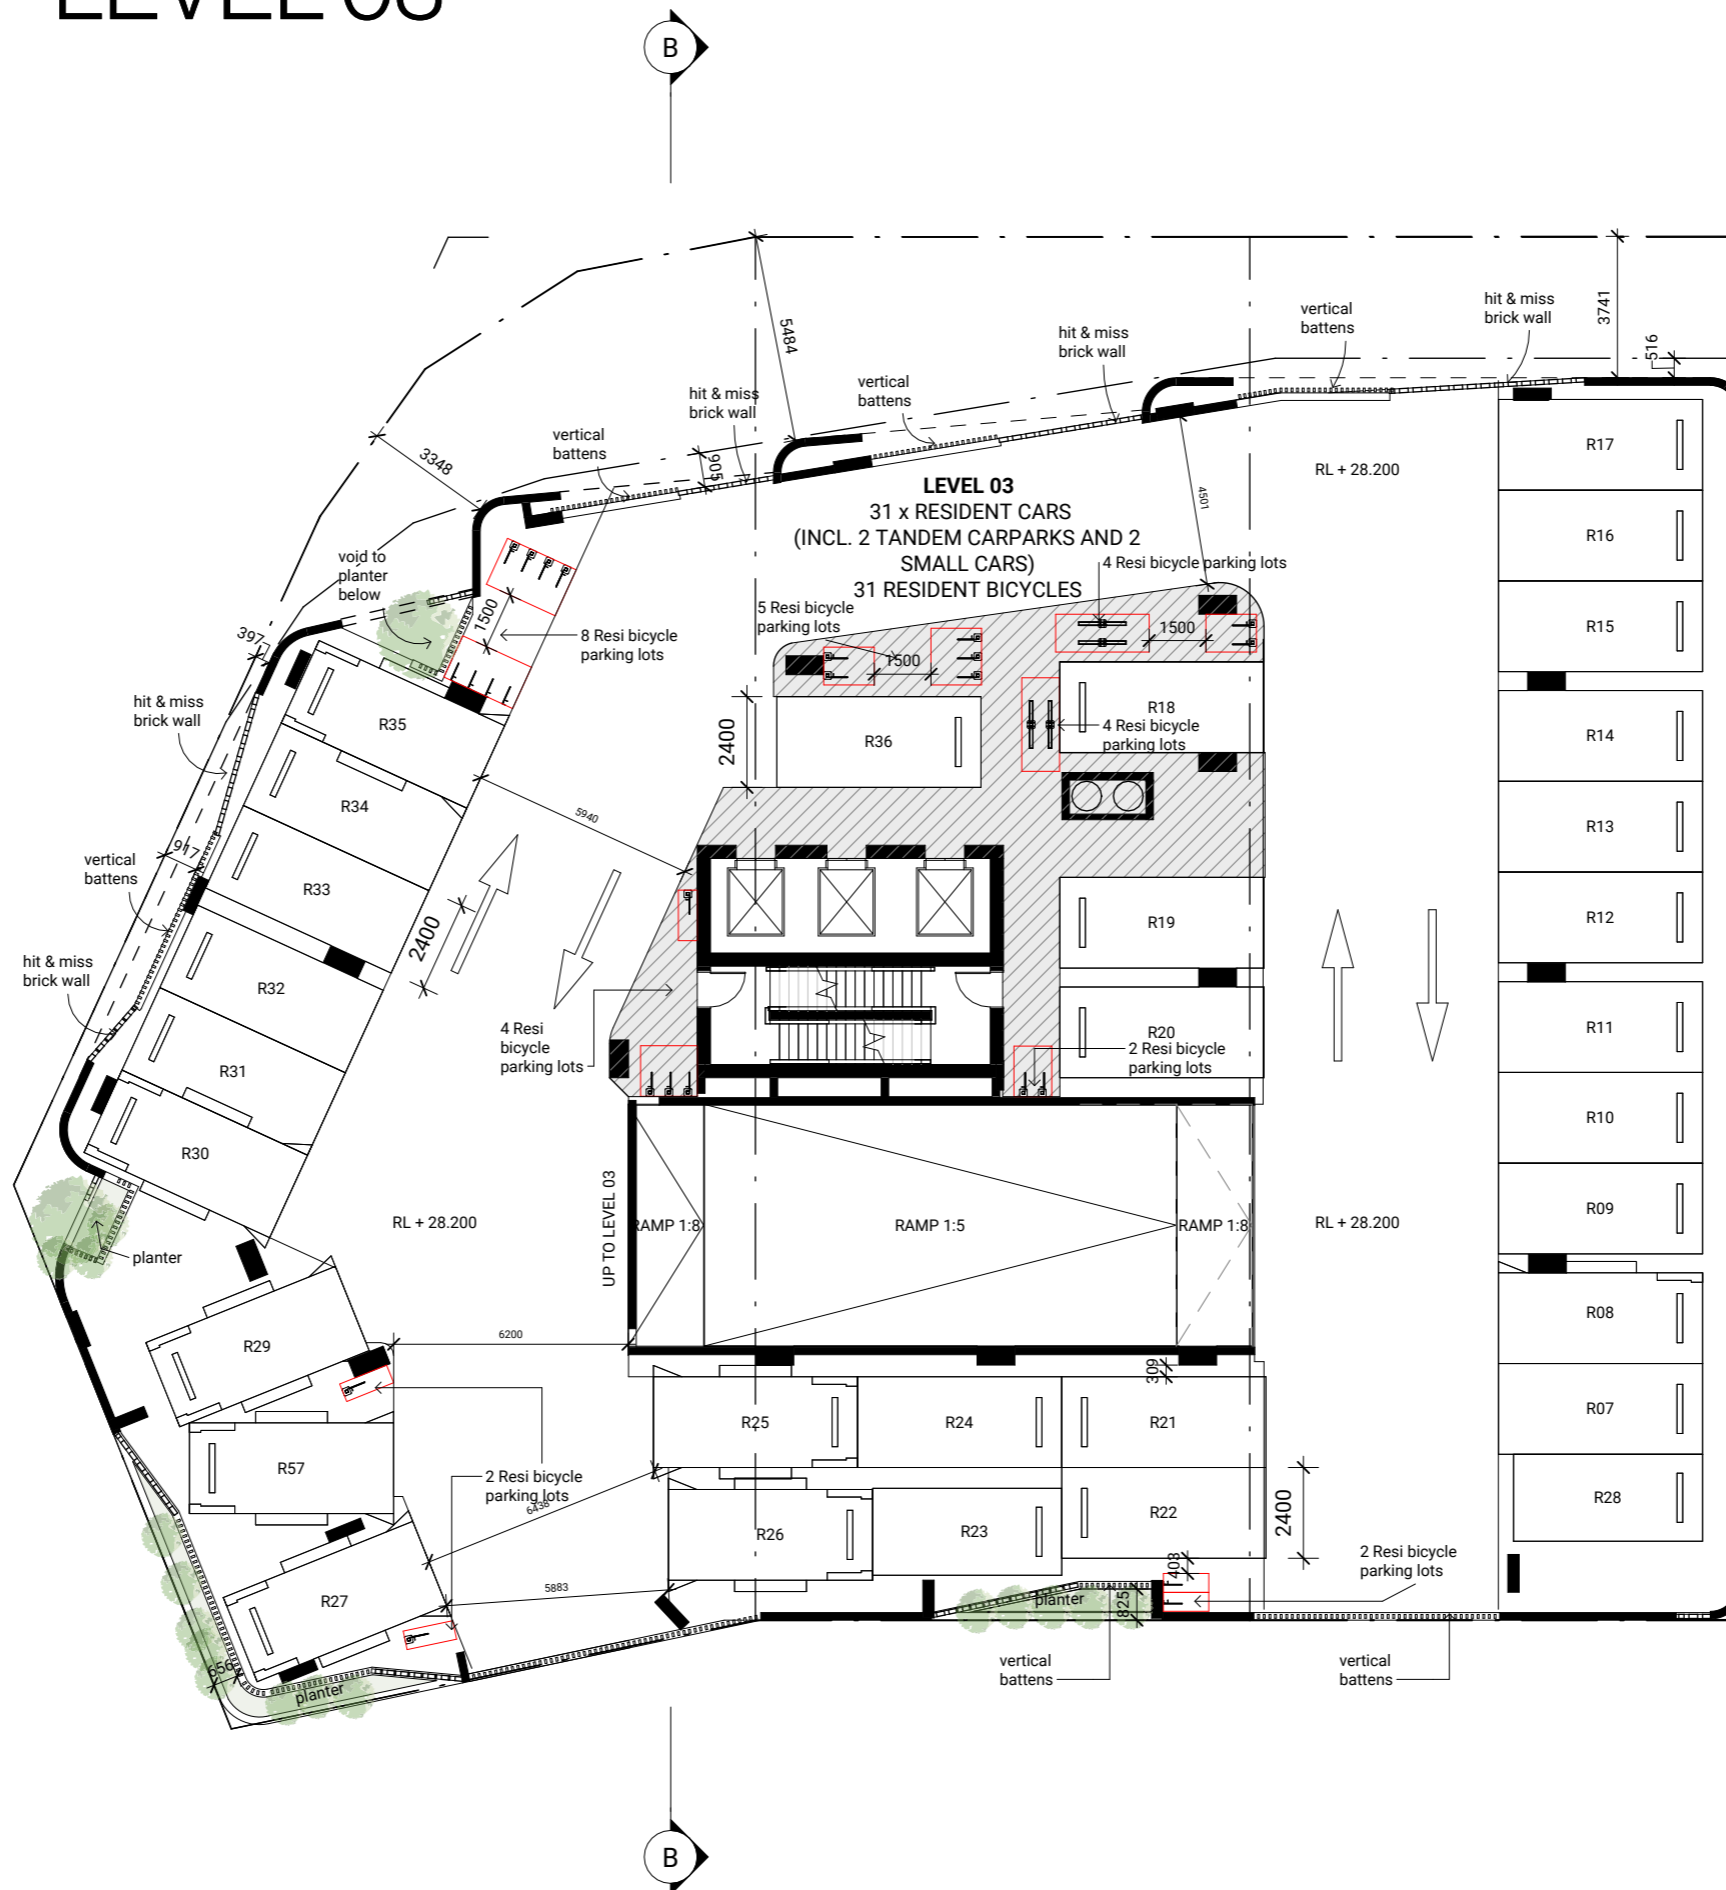 LEVEL 03
B
5484
3741
516
hit & miss
brick wall
vertical
battens
hit & miss
brick wall
vertical
battens
hit & miss
brick wall
vertical
battens
3348
905
4501
RL + 28.200
LEVEL 03
31 x RESIDENT CARS
(INCL. 2 TANDEM CARPARKS AND 2
SMALL CARS)
31 RESIDENT BICYCLES
4 Resi bicycle parking lots
5 Resi bicycle
parking lots
1500
1500
void to
planter
below
1500
8 Resi bicycle
parking lots
397
hit & miss
brick wall
R17
R16
R15
R14
R13
R12
R11
R10
R09
R08
R07
R28
R18
4 Resi bicycle
parking lots
R36
2400
R35
R34
R33
R32
R31
R30
5940
2400
917
vertical
battens
hit & miss
brick wall
4 Resi
bicycle
parking lots
R19
R20
2 Resi bicycle
parking lots
RL + 28.200
UP TO LEVEL 03
RAMP 1:8
RAMP 1:5
RAMP 1:8
RL + 28.200
planter
R29
6200
309
R25
R24
R21
R57
2 Resi bicycle
parking lots
6438
R26
R23
R22
2400
R27
5883
403
825
planter
2 Resi bicycle
parking lots
656
planter
vertical
battens
vertical
battens
B